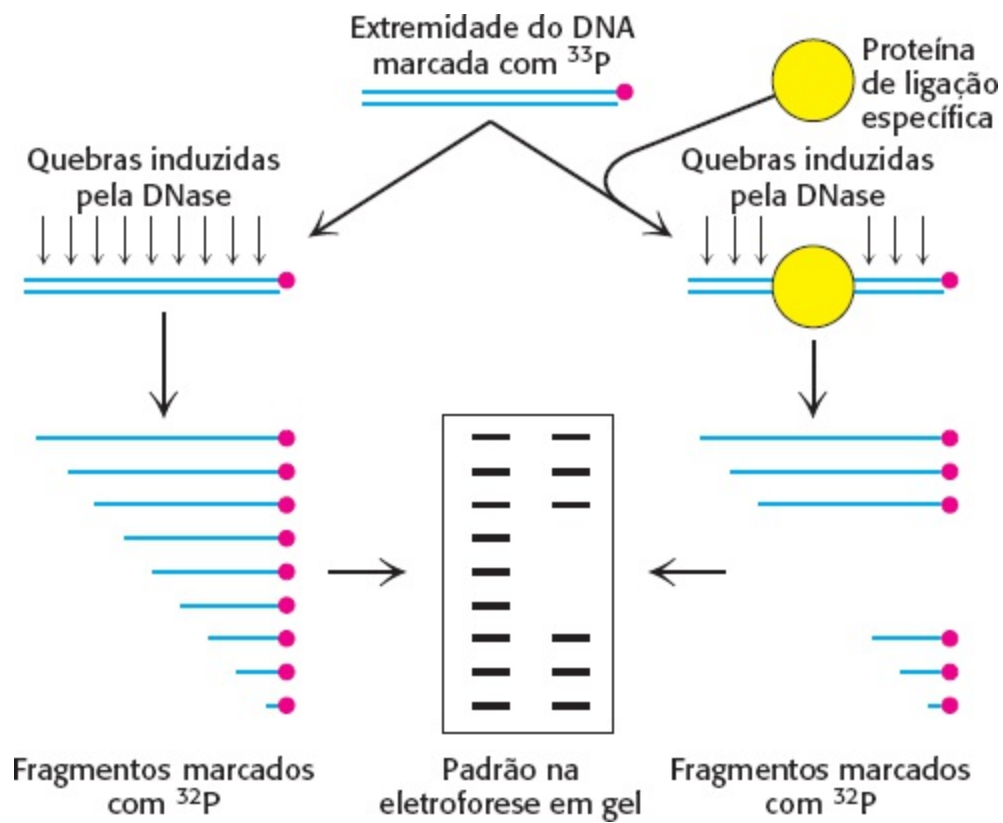 Extremidade do DNA
marcada com ³³P
Proteína
de ligação
específica
Quebras induzidas
pela DNase
Quebras induzidas
pela DNase
Fragmentos marcados
com ³²P
Padrão na
eletroforese em gel
Fragmentos marcados
com ³²P